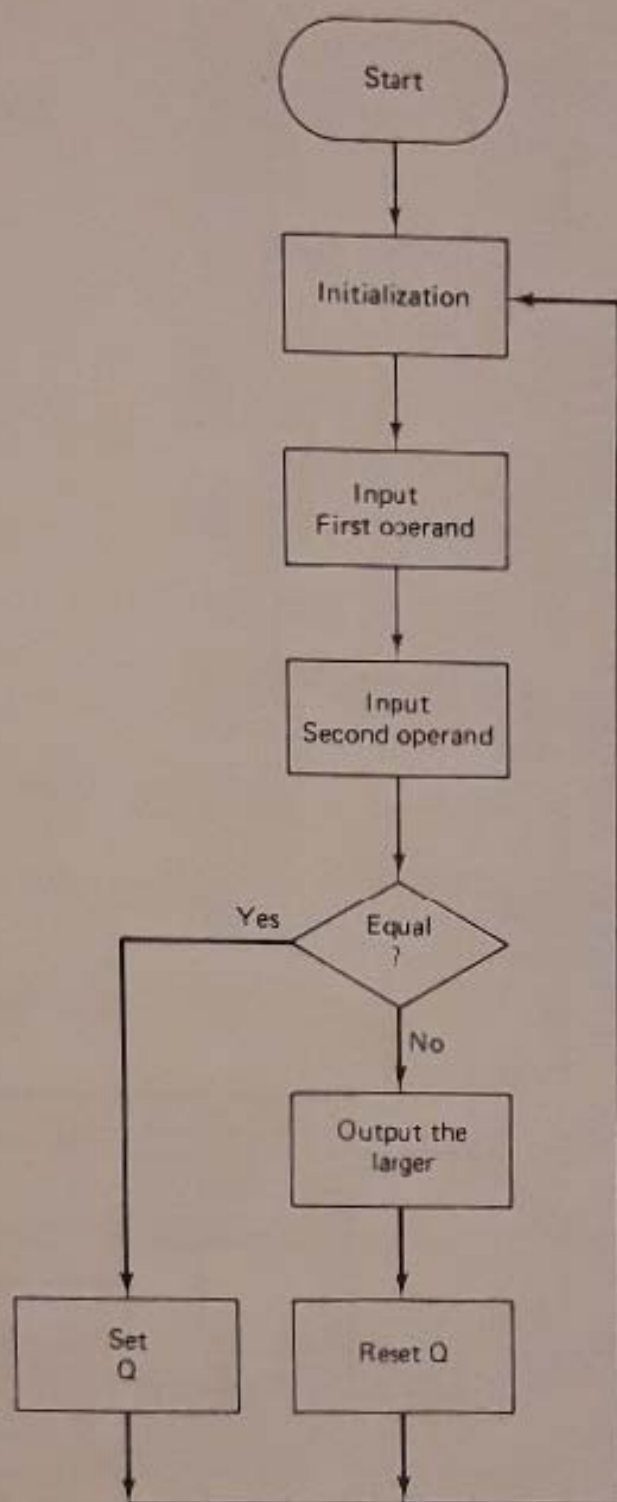 Start
Initialization
Input
First operand
Input
Second operand
Yes
Equal
?
No
Output the
larger
Set
Q
Reset Q